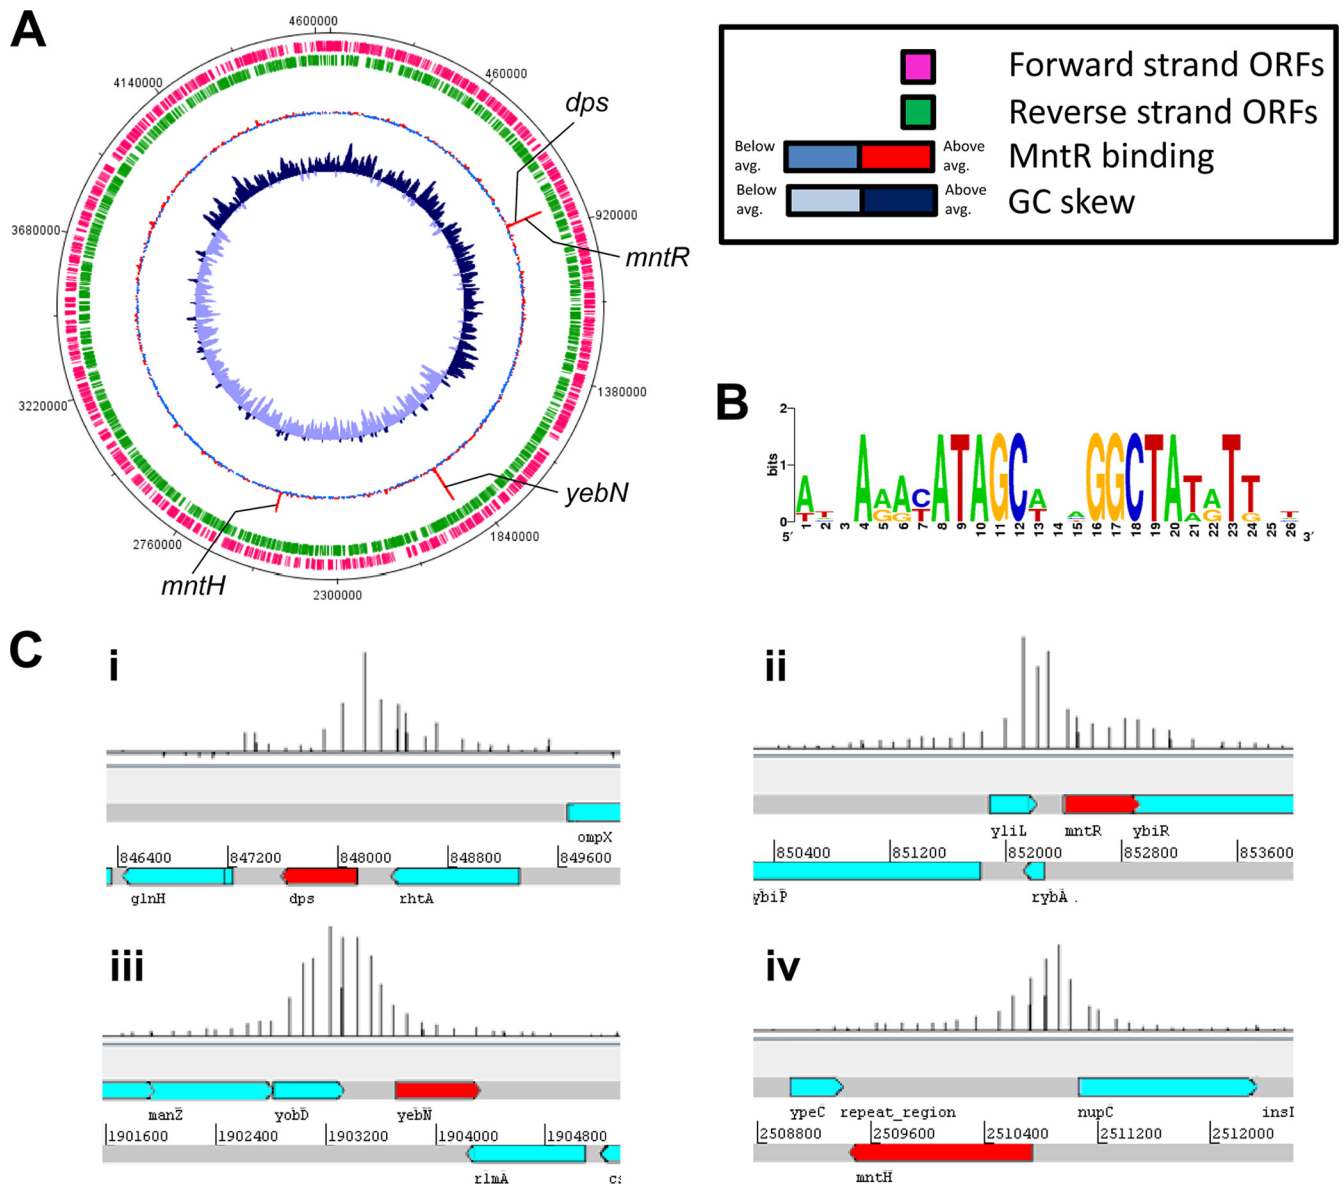 A
4600000
460000
dps
920000
mntR
1380000
yebN
1840000
2300000
mntH
2760000
3220000
3680000
4140000
Forward strand ORFs
Reverse strand ORFs
Below avg. Above avg. MntR binding
Below avg. Above avg. GC skew
B
2
1
0
bits
5′ 1 2 3 4 5 6 7 8 9 10 11 12 13 14 15 16 17 18 19 20 21 22 23 24 25 26 3′
C
i
ompX
846400 847200 848000 848800 849600
glnH dps rhtA
ii
yliL mntR ybiR
850400 851200 852000 852800 853600
ybiP rybA .
iii
manZ yobD yebN
1901600 1902400 1903200 1904000 1904800
rlmA
iv
ypeC repeat_region nupC
2508800 2509600 2510400 2511200 2512000
mntH